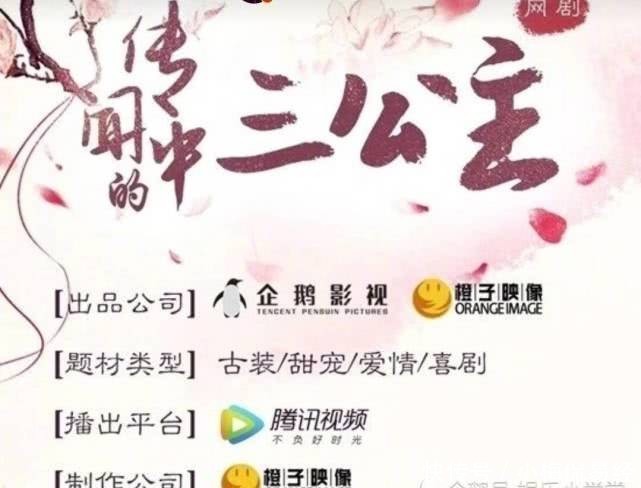 网剧
传闻中的三公主
[出品公司] 企鹅影视 TENCENT PENGUIN PICTURES 橙子映像 ORANGE IMAGE
[题材类型] 古装/甜宠/爱情/喜剧
[播出平台] 腾讯视频 不负好时光
[制作公司] 橙子映像